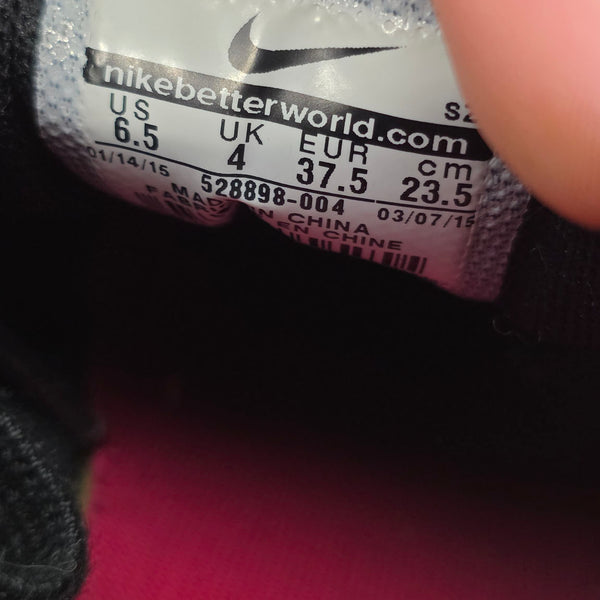 nikebetterworld.com
US UK EUR cm
6.5 4 37.5 23.5
01/14/15 528898-004 03/07/15
IN CHINA
EN CHINE